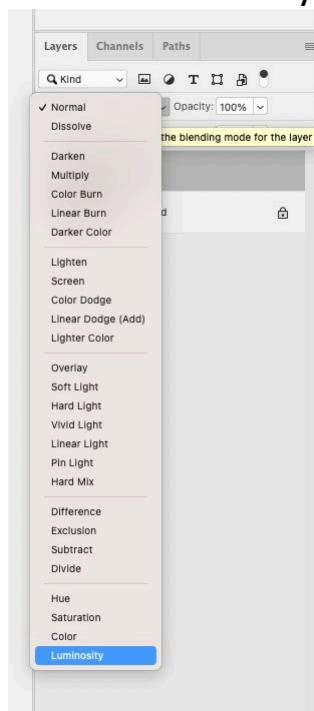 Layers Channels Paths
Kind
✓ Normal Opacity: 100%
Dissolve
the blending mode for the layer
Darken
Multiply
Color Burn
Linear Burn d
Darker Color
Lighten
Screen
Color Dodge
Linear Dodge (Add)
Lighter Color
Overlay
Soft Light
Hard Light
Vivid Light
Linear Light
Pin Light
Hard Mix
Difference
Exclusion
Subtract
Divide
Hue
Saturation
Color
Luminosity